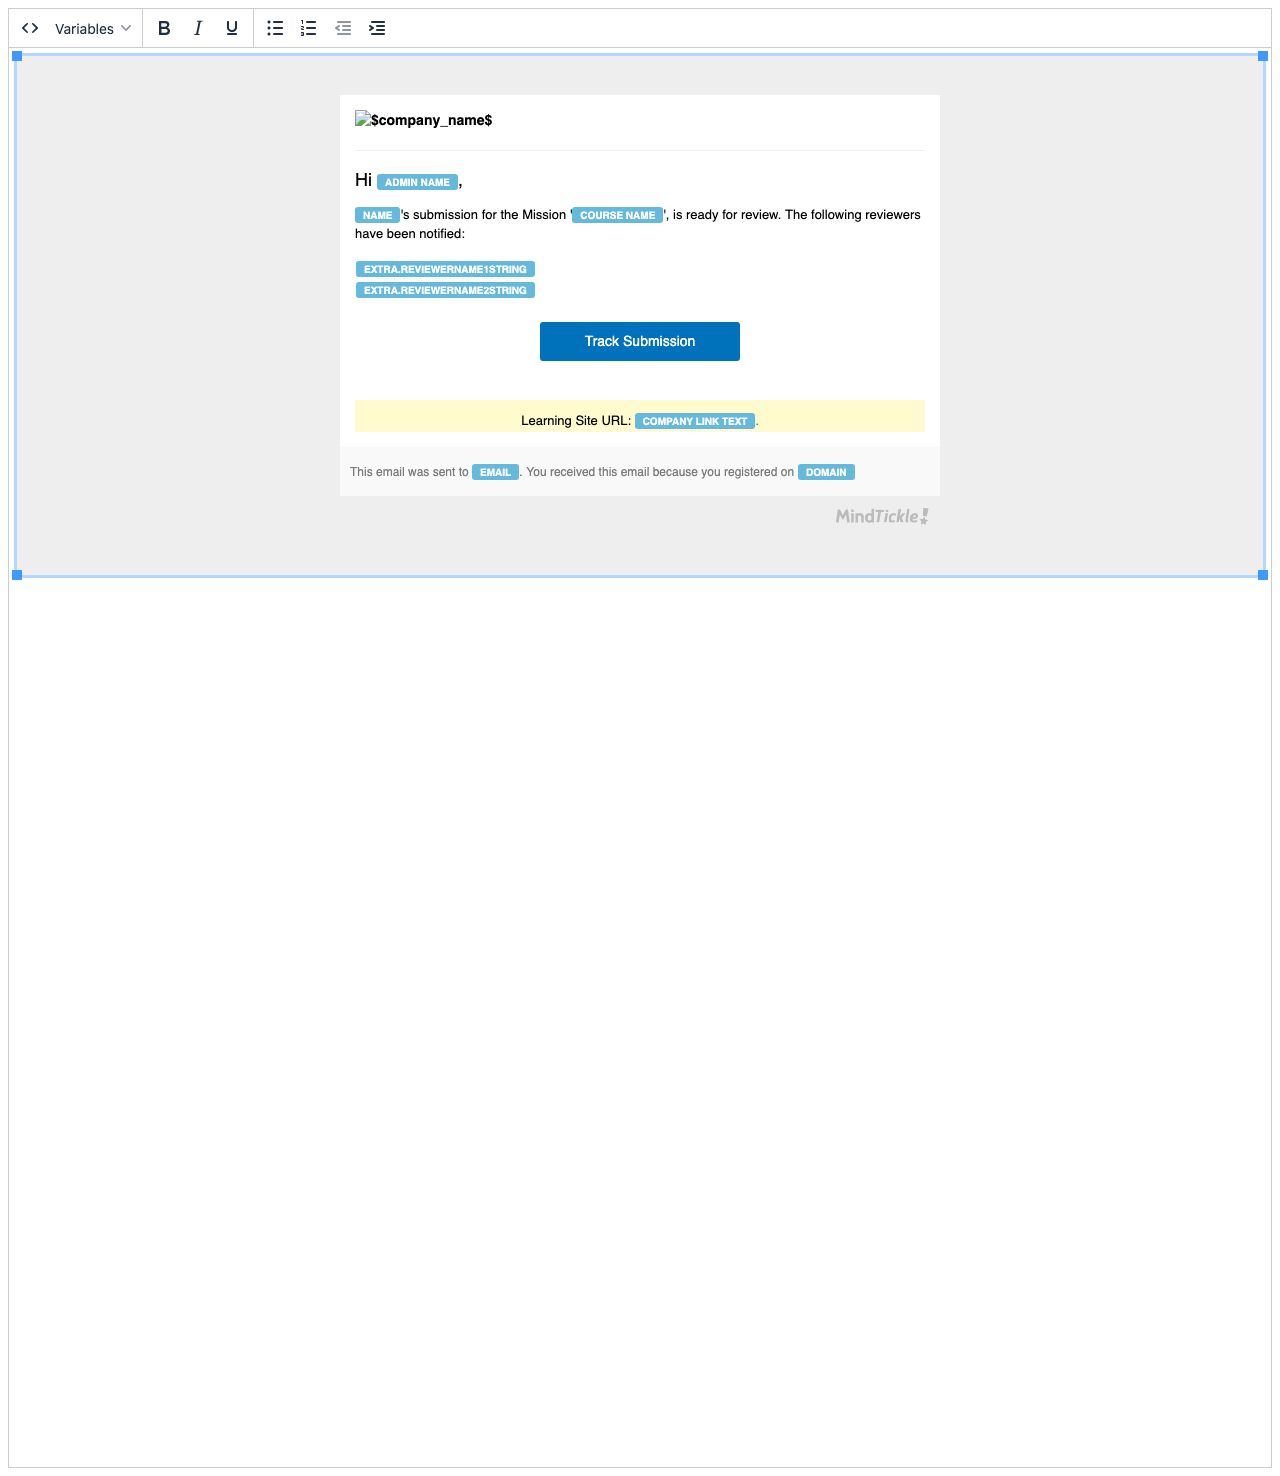 Variables
$company_name$
Hi ADMIN NAME,
NAME's submission for the Mission 'COURSE NAME', is ready for review. The following reviewers
have been notified:
EXTRA.REVIEWERNAME1STRING
EXTRA.REVIEWERNAME2STRING
Track Submission
Learning Site URL: COMPANY LINK TEXT.
This email was sent to EMAIL. You received this email because you registered on DOMAIN
MindTickle!